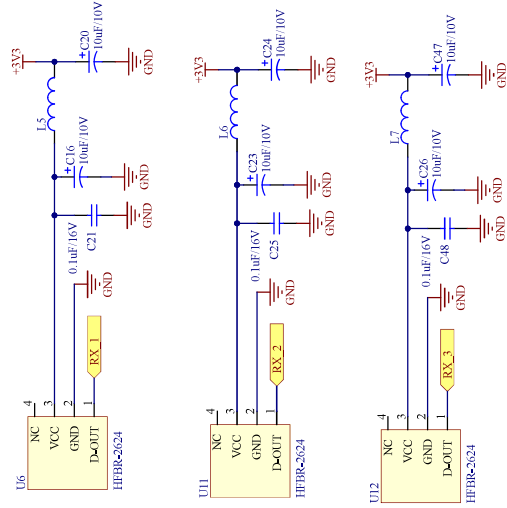 +3V3
C20
10uF/10V
GND
L5
C16
10uF/10V
GND
0.1uF/16V
C21
GND
GND
RX_1
4
3
2
1
NC
VCC
GND
D-OUT
U6
HFBR-2624
+3V3
C24
10uF/10V
GND
L6
C23
10uF/10V
GND
0.1uF/16V
C25
GND
GND
RX_2
4
3
2
1
NC
VCC
GND
D-OUT
U11
HFBR-2624
+3V3
C47
10uF/10V
GND
L7
C26
10uF/10V
GND
0.1uF/16V
C48
GND
GND
RX_3
4
3
2
1
NC
VCC
GND
D-OUT
U12
HFBR-2624